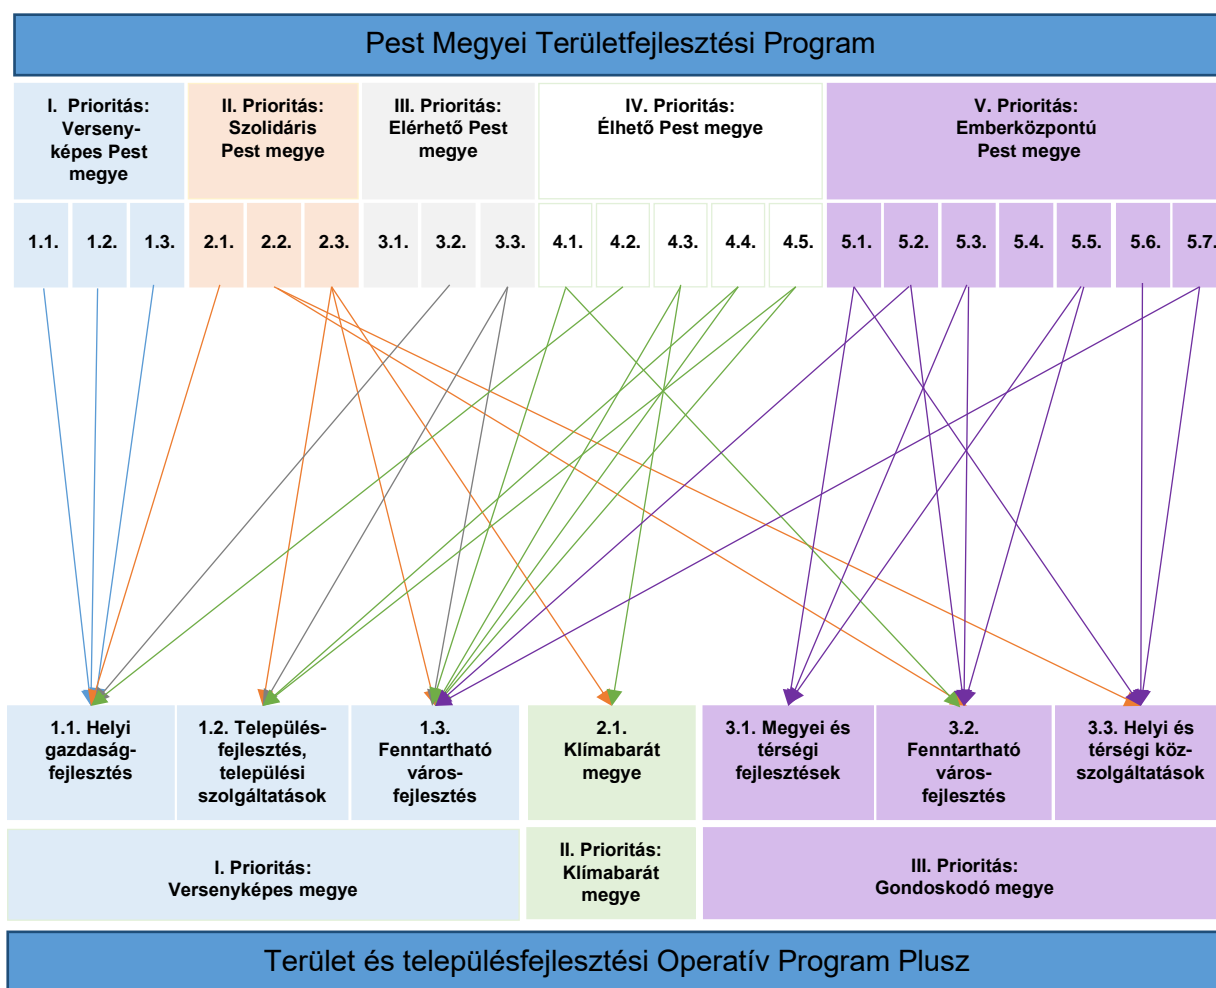 Pest Megyei Területfejlesztési Program
I. Prioritás:
Verseny-
képes Pest
megye
II. Prioritás:
Szolidáris
Pest megye
III. Prioritás:
Elérhető Pest
megye
IV. Prioritás:
Élhető Pest megye
V. Prioritás:
Emberközpontú
Pest megye
1.1. 1.2. 1.3. 2.1. 2.2. 2.3. 3.1. 3.2. 3.3. 4.1. 4.2. 4.3. 4.4. 4.5. 5.1. 5.2. 5.3. 5.4. 5.5. 5.6. 5.7.
1.1. Helyi
gazdaság-
fejlesztés
1.2. Település-
fejlesztés,
települési
szolgáltatások
1.3.
Fenntartható
város-
fejlesztés
2.1.
Klímabarát
megye
3.1. Megyei és
térségi
fejlesztések
3.2.
Fenntartható
város-
fejlesztés
3.3. Helyi és
térségi köz-
szolgáltatások
I. Prioritás:
Versenyképes megye
II. Prioritás:
Klímabarát
megye
III. Prioritás:
Gondoskodó megye
Terület és településfejlesztési Operatív Program Plusz